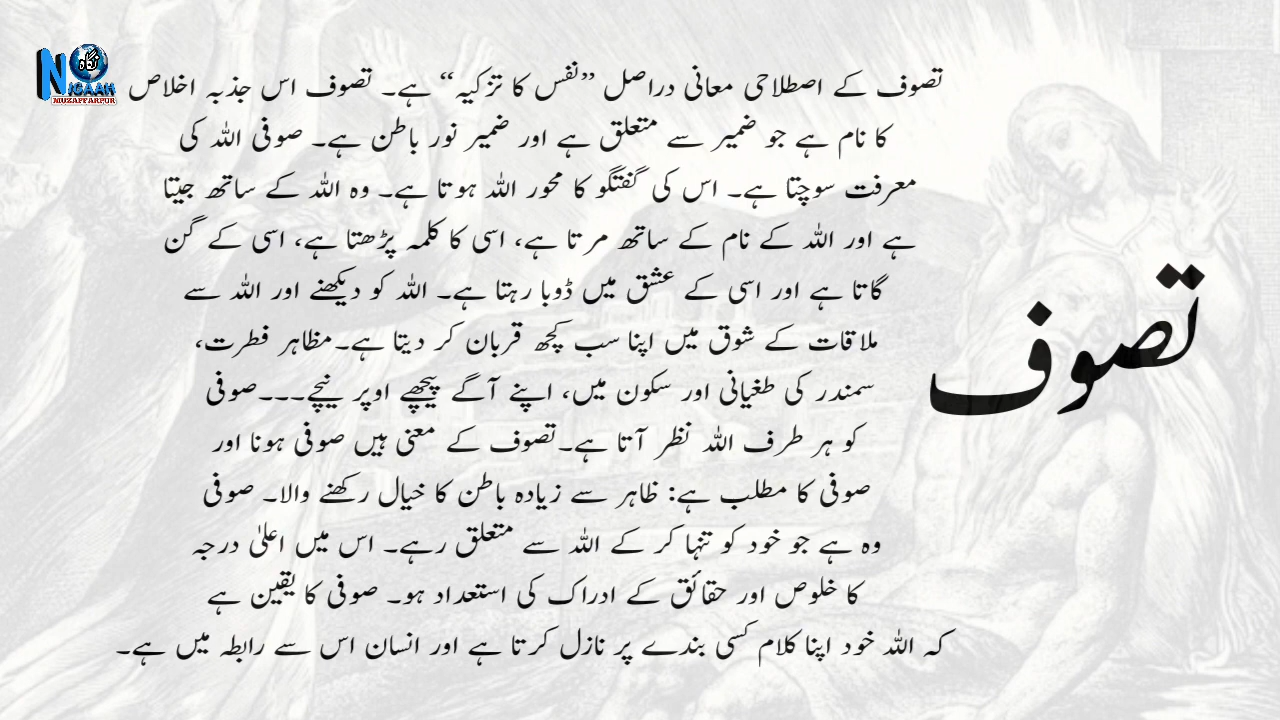 نگاہ
NIGAAH
MUZAFFARPUR
تصوف کے اصطلاحی معانی دراصل ’’نفس کا تزکیہ‘‘ ہے۔ تصوف اس جذبہ اخلاص
کا نام ہے جو ضمیر سے متعلق ہے اور ضمیر نور باطن ہے۔ صوفی اللہ کی
معرفت سوچتا ہے۔ اس کی گفتگو کا محور اللہ ہوتا ہے۔ وہ اللہ کے ساتھ جیتا
ہے اور اللہ کے نام کے ساتھ مرتا ہے، اسی کا کلمہ پڑھتا ہے، اسی کے گن
گاتا ہے اور اسی کے عشق میں ڈوبا رہتا ہے۔ اللہ کو دیکھنے اور اللہ سے
ملاقات کے شوق میں اپنا سب کچھ قربان کر دیتا ہے۔مظاہر فطرت،
سمندر کی طغیانی اور سکون میں، اپنے آگے پیچھے اوپر نیچے۔۔۔صوفی
کو ہر طرف اللہ نظر آتا ہے۔تصوف کے معنی ہیں صوفی ہونا اور
صوفی کا مطلب ہے: ظاہر سے زیادہ باطن کا خیال رکھنے والا۔ صوفی
وہ ہے جو خود کو تنہا کر کے اللہ سے متعلق رہے۔ اس میں اعلیٰ درجہ
کا خلوص اور حقائق کے ادراک کی استعداد ہو۔ صوفی کا یقین ہے
کہ اللہ خود اپنا کلام کسی بندے پر نازل کرتا ہے اور انسان اس سے رابطہ میں ہے۔
تصوف